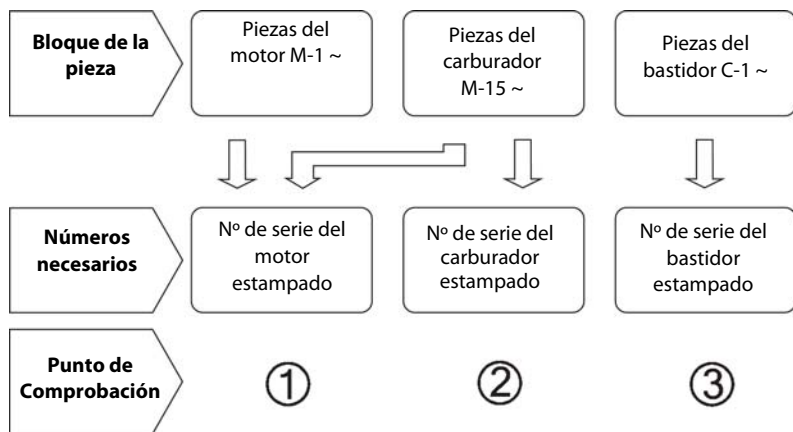 Bloque de la
pieza
Piezas del
motor M-1 ~
Piezas del
carburador
M-15 ~
Piezas del
bastidor C-1 ~
Números
necesarios
Nº de serie del
motor
estampado
Nº de serie del
carburador
estampado
Nº de serie del
bastidor
estampado
Punto de
Comprobación
①
②
③